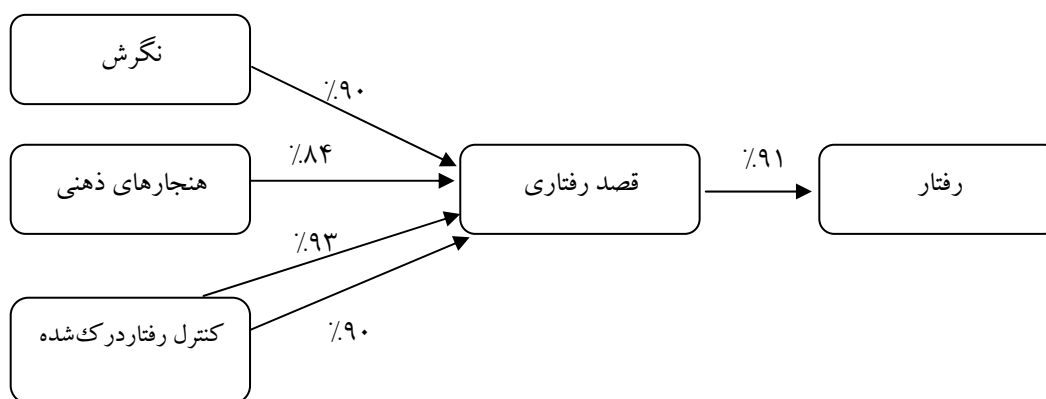 نگرش
٪۹۰
هنجارهای ذهنی
٪۸۴
قصد رفتاری
٪۹۱
رفتار
٪۹۳
کنترل رفتاردرک‌شده
٪۹۰